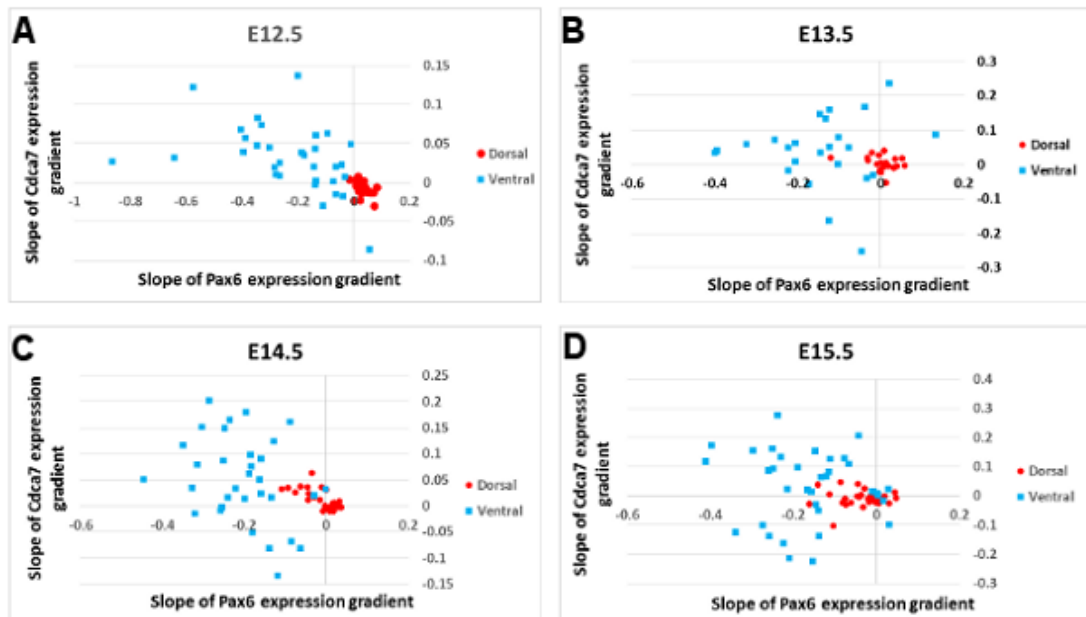 A
E12.5
Slope of Cdca7 expression
gradient
0.15
0.1
0.05
0
-0.05
-0.1
-1
-0.8
-0.6
-0.4
-0.2
0
0.2
Dorsal
Ventral
Slope of Pax6 expression gradient
B
E13.5
Slope of Cdca7 expression
gradient
0.3
0.2
0.1
0
-0.1
-0.2
-0.3
-0.6
-0.4
-0.2
0
0.2
Dorsal
Ventral
Slope of Pax6 expression gradient
C
E14.5
Slope of Cdca7 expression
gradient
0.25
0.2
0.15
0.1
0.05
0
-0.05
-0.1
-0.15
-0.6
-0.4
-0.2
0
0.2
Dorsal
Ventral
Slope of Pax6 expression gradient
D
E15.5
Slope of Cdca7 expression
gradient
0.4
0.3
0.2
0.1
0
-0.1
-0.2
-0.3
-0.6
-0.4
-0.2
0
0.2
Dorsal
Ventral
Slope of Pax6 expression gradient